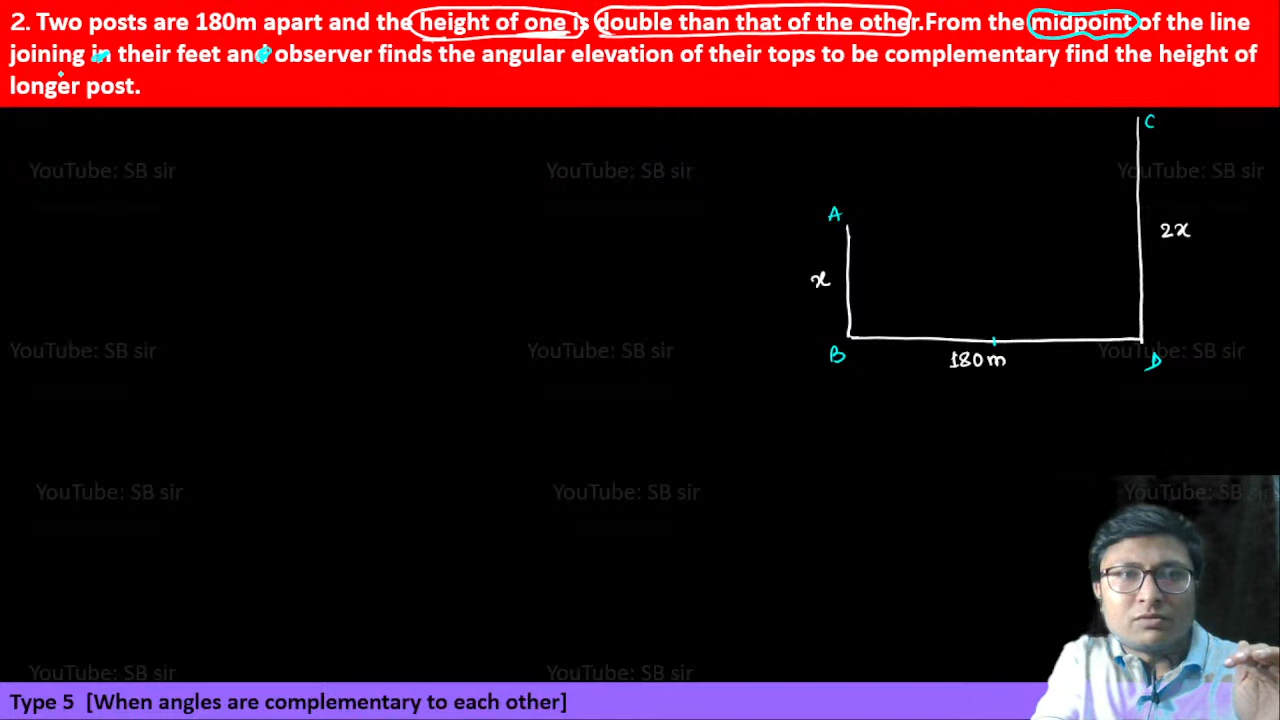 2. Two posts are 180m apart and the height of one is double than that of the other.From the midpoint of the line
joining in their feet and observer finds the angular elevation of their tops to be complementary find the height of
longer post.
C
YouTube: SB sir YouTube: SB sir YouTube: SB sir
A
2x
x
YouTube: SB sir YouTube: SB sir YouTube: SB sir
B 180m D
YouTube: SB sir YouTube: SB sir YouTube: SB sir
YouTube: SB sir YouTube: SB sir
Type 5 [When angles are complementary to each other]